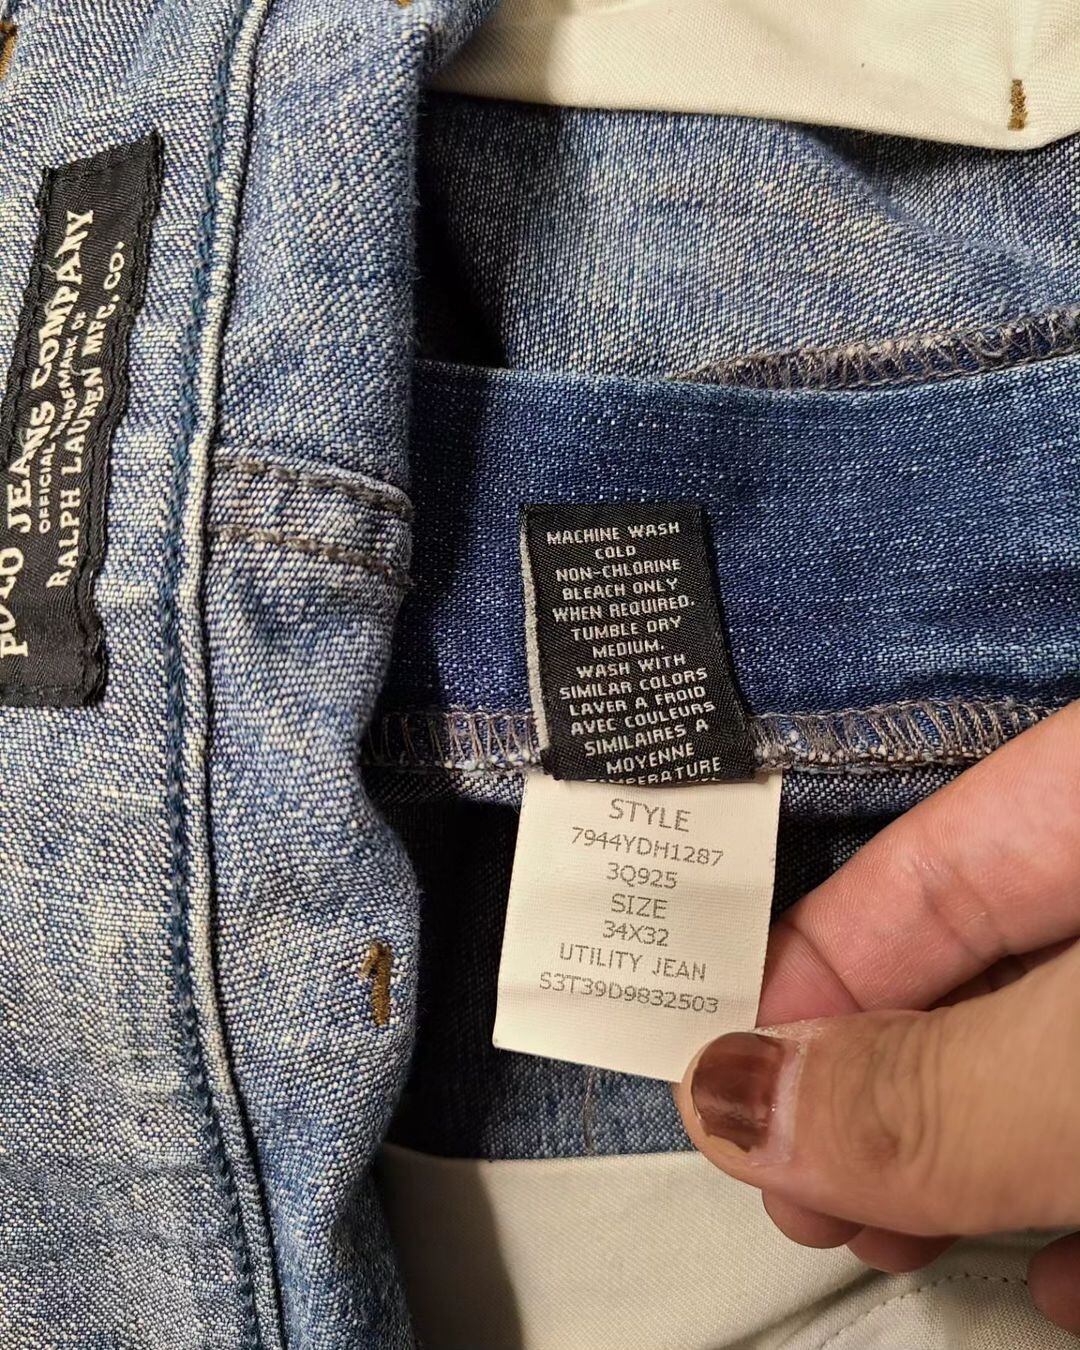 POLO JEANS COMPANY
OFFICIAL TRADEMARK OF
RALPH LAUREN MFG. CO.
MACHINE WASH
COLD
NON-CHLORINE
BLEACH ONLY
WHEN REQUIRED.
TUMBLE DRY
MEDIUM.
WASH WITH
SIMILAR COLORS
LAVER A FROID
AVEC COULEURS
SIMILAIRES A
MOYENNE
TEMPERATURE
STYLE
7944YDH1287
3Q925
SIZE
34X32
UTILITY JEAN
S3T39D9832503